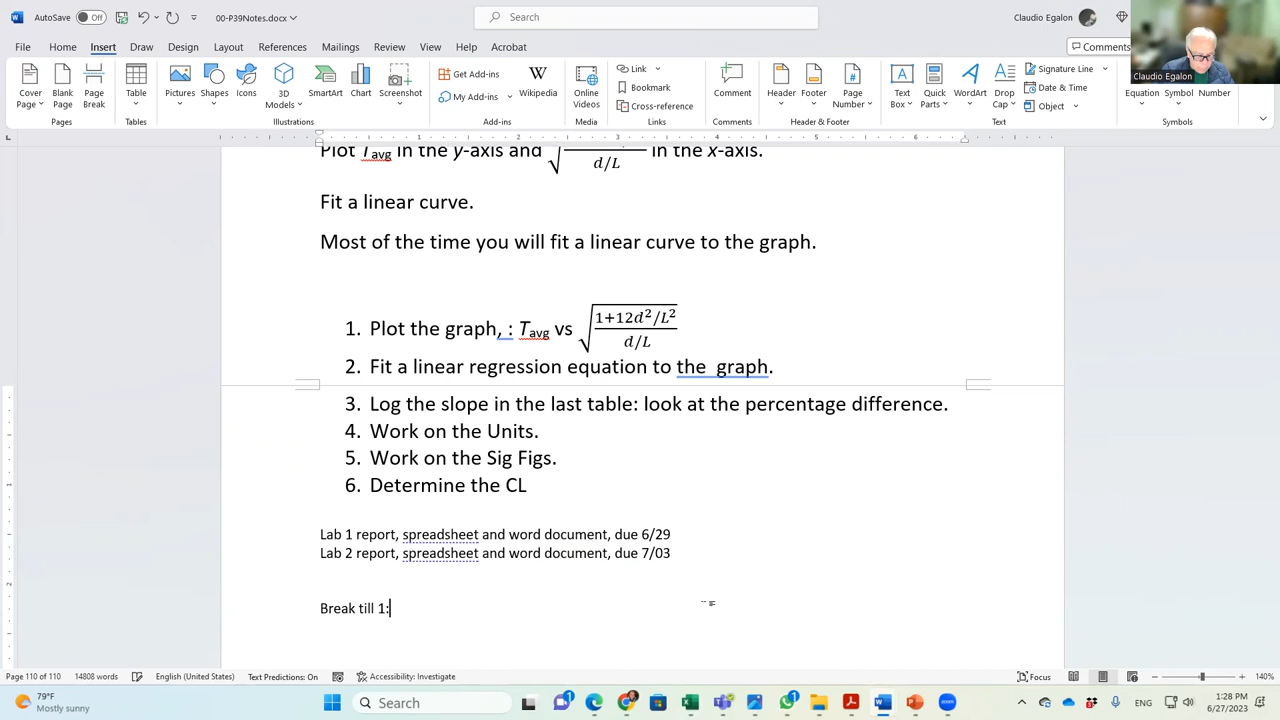 AutoSave Off 00-P39Notes.docx Search Claudio Egalon
File Home Insert Draw Design Layout References Mailings Review View Help Acrobat Comments
Claudio Egalon
Cover Page Blank Page Page Break Table Pictures Shapes Icons 3D Models SmartArt Chart Screenshot Get Add-ins My Add-ins Wikipedia Online Videos Link Bookmark Cross-reference Comment Header Footer Page Number Text Box Quick Parts WordArt Drop Cap Signature Line Date & Time Object Equation Symbol Number
Pages Tables Illustrations Add-ins Media Links Comments Header & Footer Text Symbols
1 2 3 4 5 6 7
Plot Tavg in the y-axis and √ d/L in the x-axis.
Fit a linear curve.
Most of the time you will fit a linear curve to the graph.
1. Plot the graph, : Tavg vs √((1+12d²/L²)/(d/L))
2. Fit a linear regression equation to the graph.
3. Log the slope in the last table: look at the percentage difference.
4. Work on the Units.
5. Work on the Sig Figs.
6. Determine the CL
Lab 1 report, spreadsheet and word document, due 6/29
Lab 2 report, spreadsheet and word document, due 7/03
Break till 1:
Page 110 of 110 14808 words English (United States) Text Predictions: On Accessibility: Investigate Focus 140%
79°F
Mostly sunny
Search
ENG
1:28 PM
6/27/2023